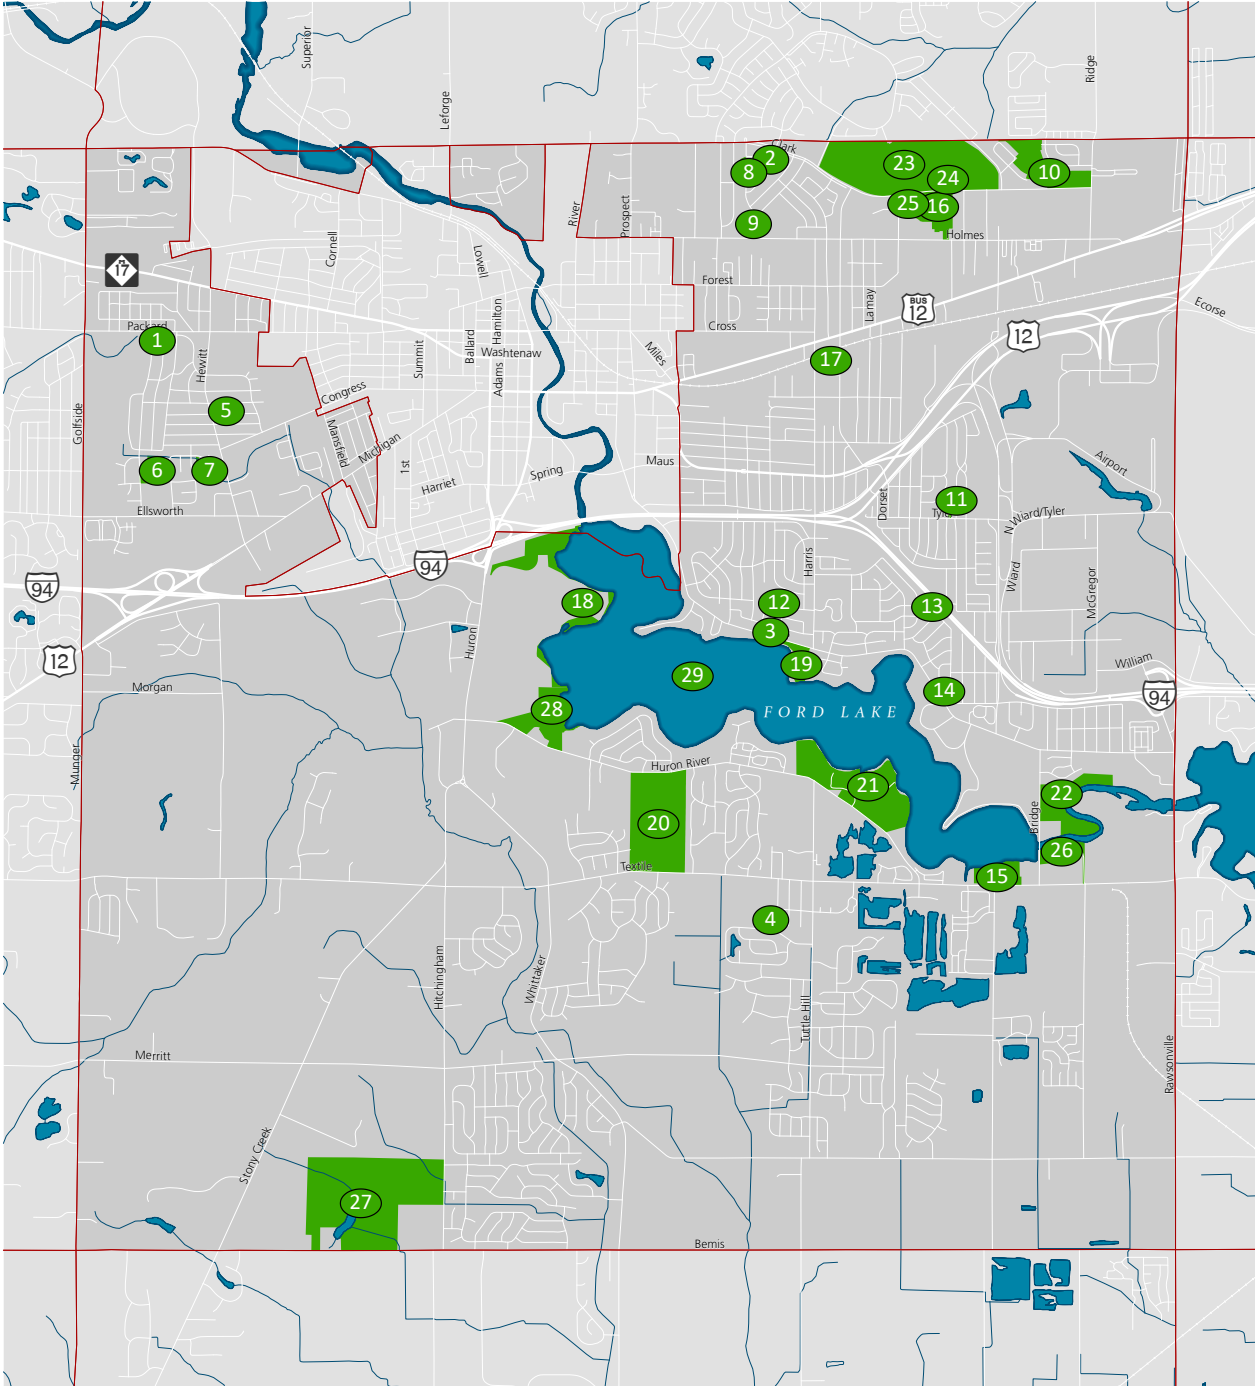 Superior
Leforge
Ridge
Clark
2
8
23
24
10
25
16
9
Holmes
River
Prospect
Cornell
Lowell
M
17
Forest
Cross
Lamay
BUS
12
12
Ecorse
Packard
1
Hewitt
Summit
Ballard
Hamilton
Washtenaw
Adams
Miles
17
Golfside
5
Congress
Mansfield
Michigan
6
7
Ellsworth
1st
Harriet
Spring
Maus
Airport
Dorset
11
Tyler
N Wiard/Tyler
94
94
Harris
Wiard
McGregor
18
12
13
3
Huron
12
19
William
29
14
94
Morgan
28
FORD LAKE
Munger
Huron River
21
22
20
Bridge
26
Textile
15
4
Hitchingham
Whittaker
Tuttle Hill
Merritt
Rawsonville
Stony Creek
27
Bemis